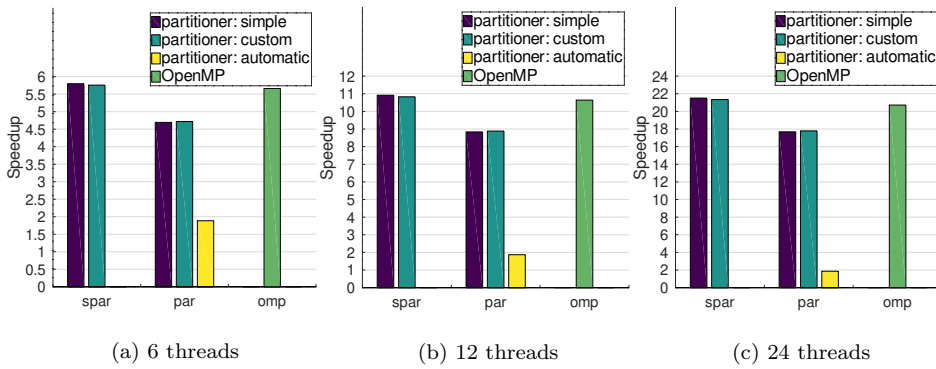 partitioner: simple
partitioner: custom
partitioner: automatic
OpenMP
Speedup
6
5.5
5
4.5
4
3.5
3
2.5
2
1.5
1
0.5
0
spar par omp
(a) 6 threads
partitioner: simple
partitioner: custom
partitioner: automatic
OpenMP
Speedup
12
11
10
9
8
7
6
5
4
3
2
1
0
spar par omp
(b) 12 threads
partitioner: simple
partitioner: custom
partitioner: automatic
OpenMP
Speedup
24
22
20
18
16
14
12
10
8
6
4
2
0
spar par omp
(c) 24 threads